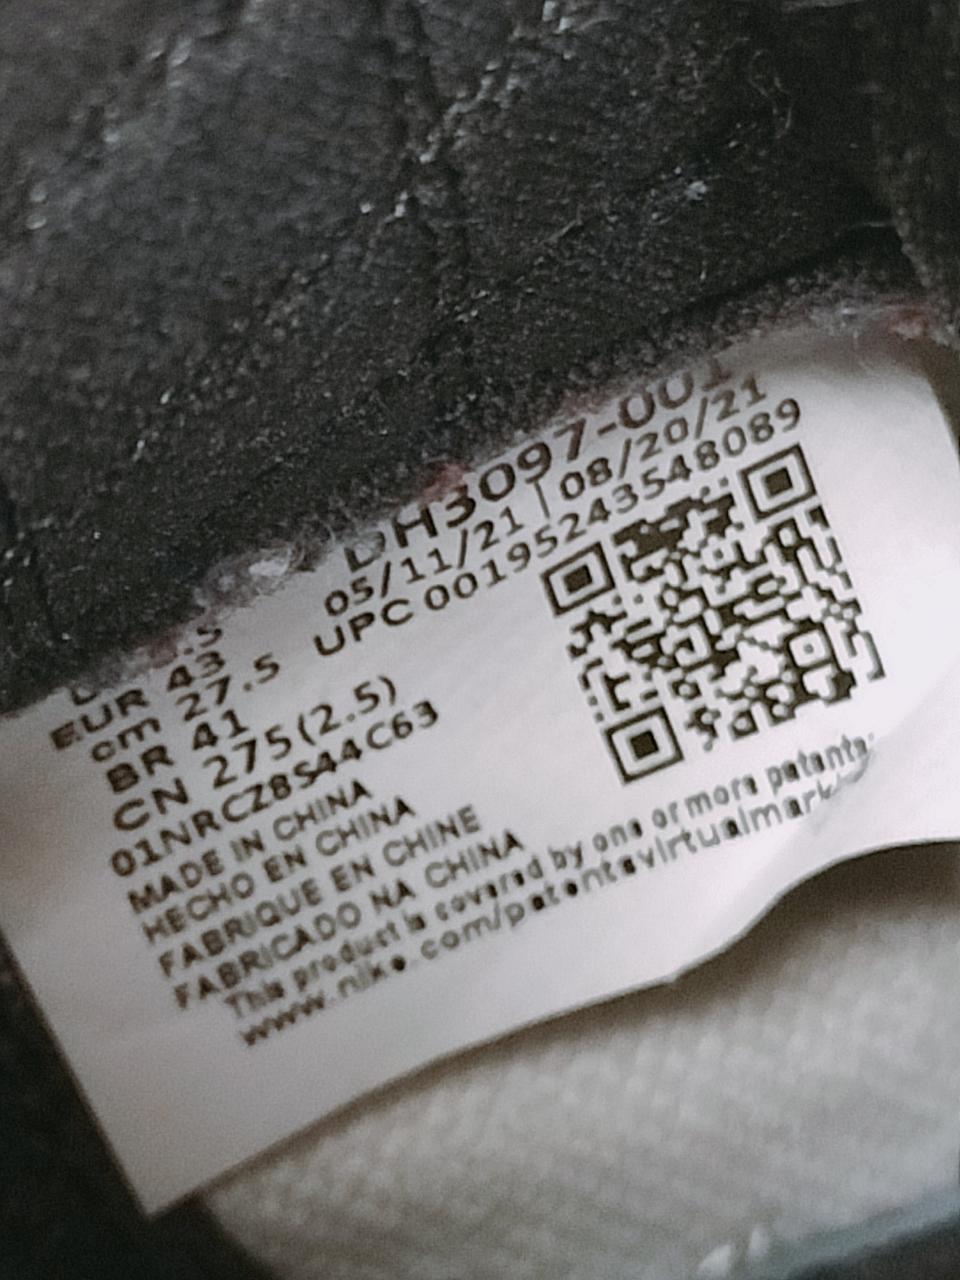 DH3097-001
05/11/21 | 08/20/21
UPC 00195243548089
EUR 43
cm 27.5
BR 41
CN 275(2.5)
01NRCZ8S44C63
MADE IN CHINA
HECHO EN CHINA
FABRIQUE EN CHINE
FABRICADO NA CHINA
This product is covered by one or more patents.
www.nike.com/patentsvirtualmark